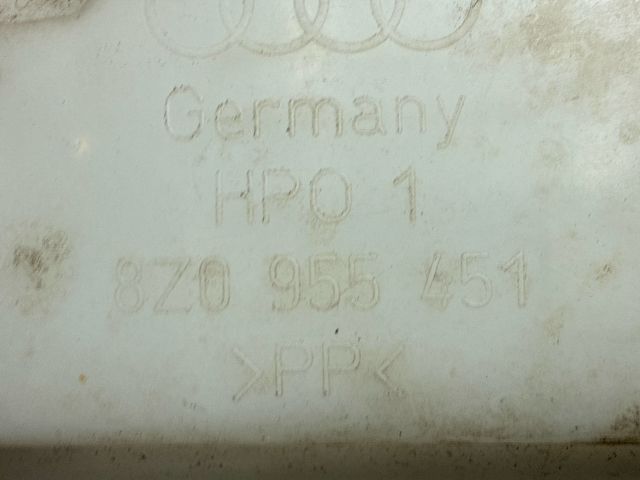 Germany
HPO 1
8Z0 955 451
>PP<